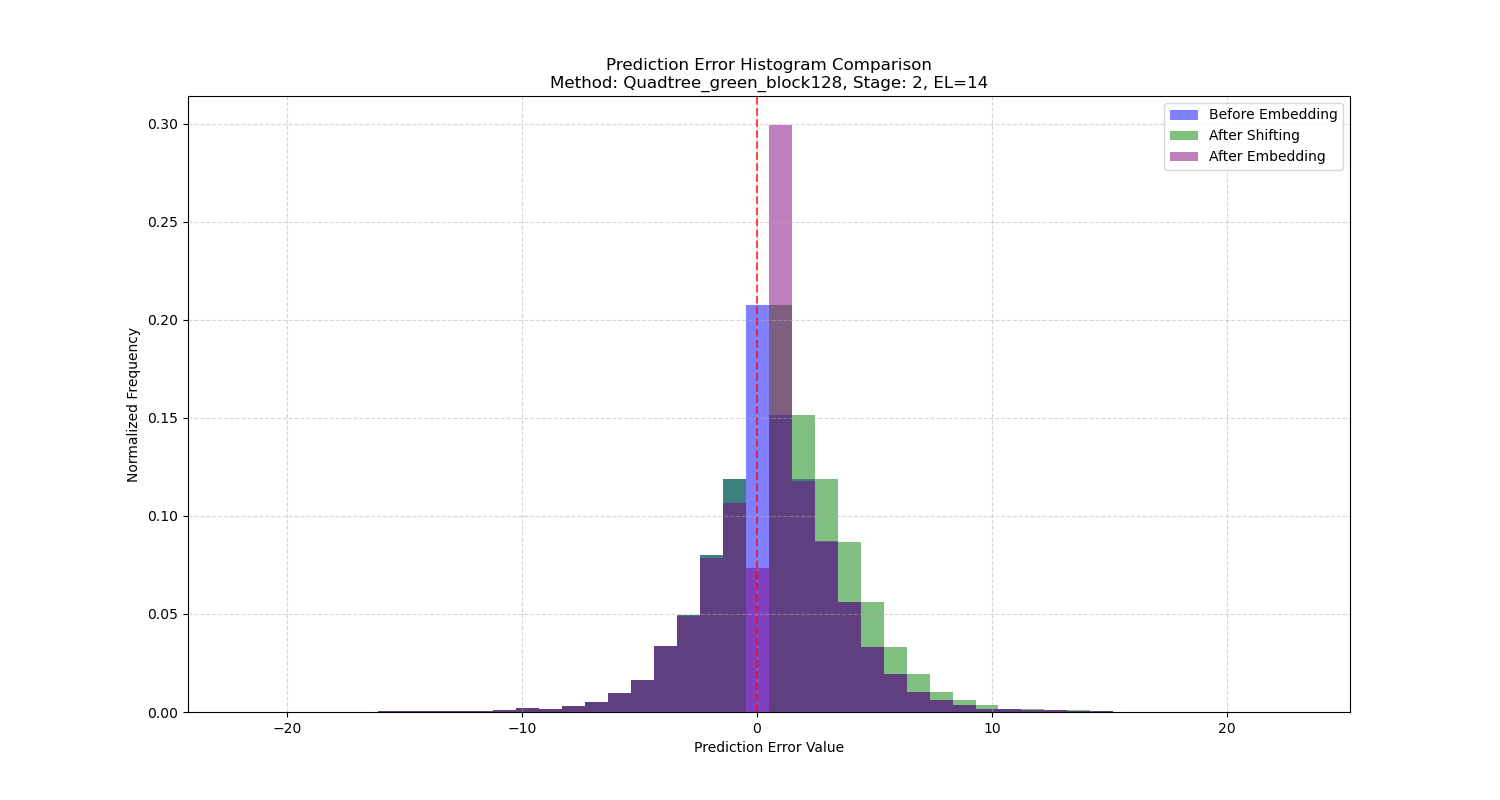 Prediction Error Histogram Comparison
Method: Quadtree_green_block128, Stage: 2, EL=14
Before Embedding
After Shifting
After Embedding
Normalized Frequency
0.30
0.25
0.20
0.15
0.10
0.05
0.00
−20
−10
0
10
20
Prediction Error Value